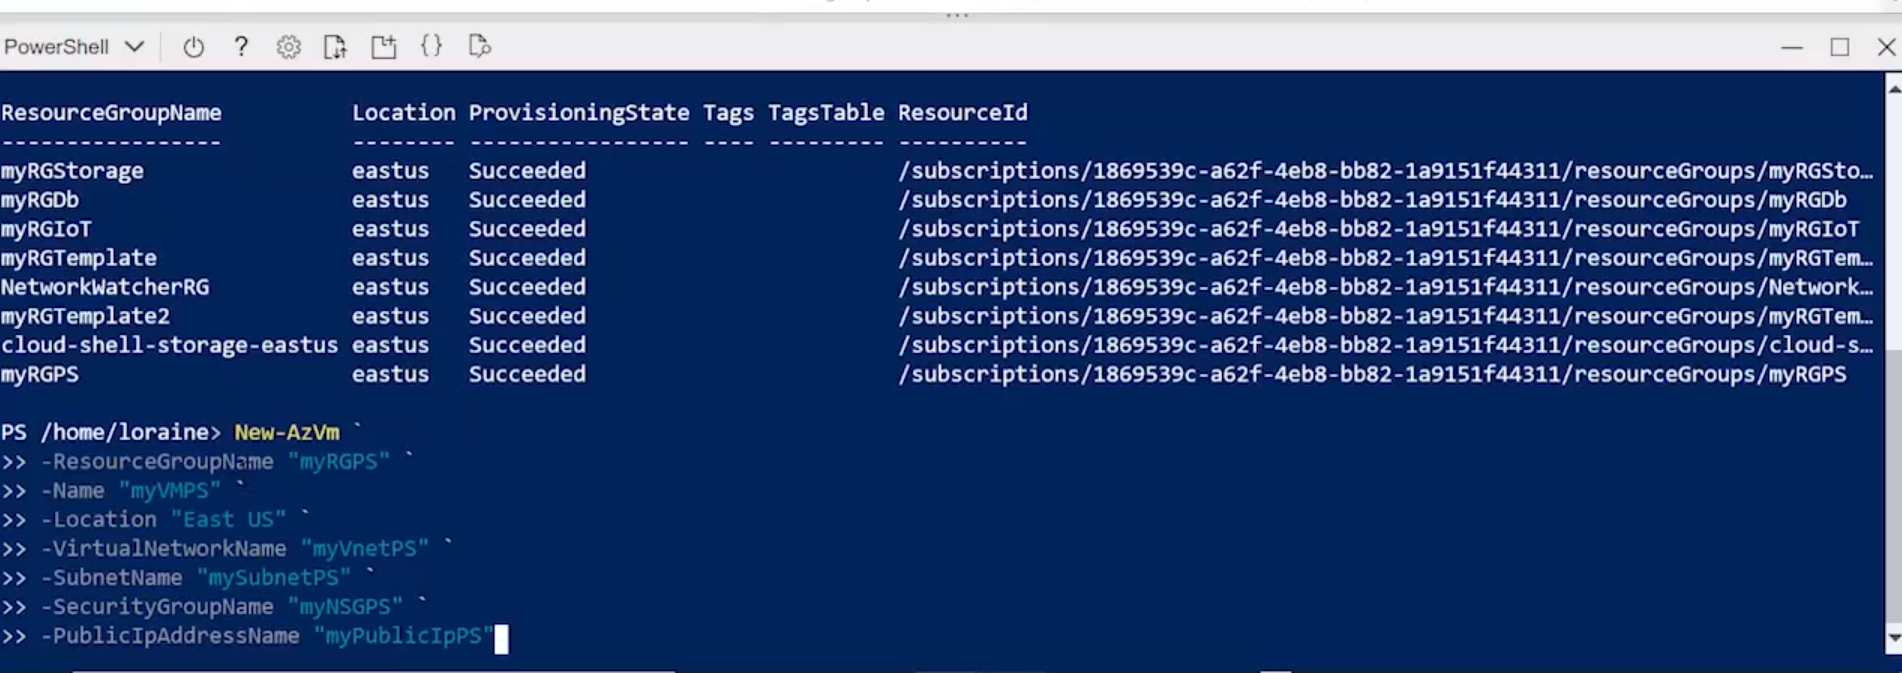 PowerShell
ResourceGroupName Location ProvisioningState Tags TagsTable ResourceId
----------------- -------- ----------------- ---- --------- ----------
myRGStorage eastus Succeeded /subscriptions/1869539c-a62f-4eb8-bb82-1a9151f44311/resourceGroups/myRGSto…
myRGDb eastus Succeeded /subscriptions/1869539c-a62f-4eb8-bb82-1a9151f44311/resourceGroups/myRGDb
myRGIoT eastus Succeeded /subscriptions/1869539c-a62f-4eb8-bb82-1a9151f44311/resourceGroups/myRGIoT
myRGTemplate eastus Succeeded /subscriptions/1869539c-a62f-4eb8-bb82-1a9151f44311/resourceGroups/myRGTem…
NetworkWatcherRG eastus Succeeded /subscriptions/1869539c-a62f-4eb8-bb82-1a9151f44311/resourceGroups/Network…
myRGTemplate2 eastus Succeeded /subscriptions/1869539c-a62f-4eb8-bb82-1a9151f44311/resourceGroups/myRGTem…
cloud-shell-storage-eastus eastus Succeeded /subscriptions/1869539c-a62f-4eb8-bb82-1a9151f44311/resourceGroups/cloud-s…
myRGPS eastus Succeeded /subscriptions/1869539c-a62f-4eb8-bb82-1a9151f44311/resourceGroups/myRGPS
PS /home/loraine> New-AzVm `
>> -ResourceGroupName "myRGPS" `
>> -Name "myVMPS" `
>> -Location "East US" `
>> -VirtualNetworkName "myVnetPS" `
>> -SubnetName "mySubnetPS" `
>> -SecurityGroupName "myNSGPS" `
>> -PublicIpAddressName "myPublicIpPS"